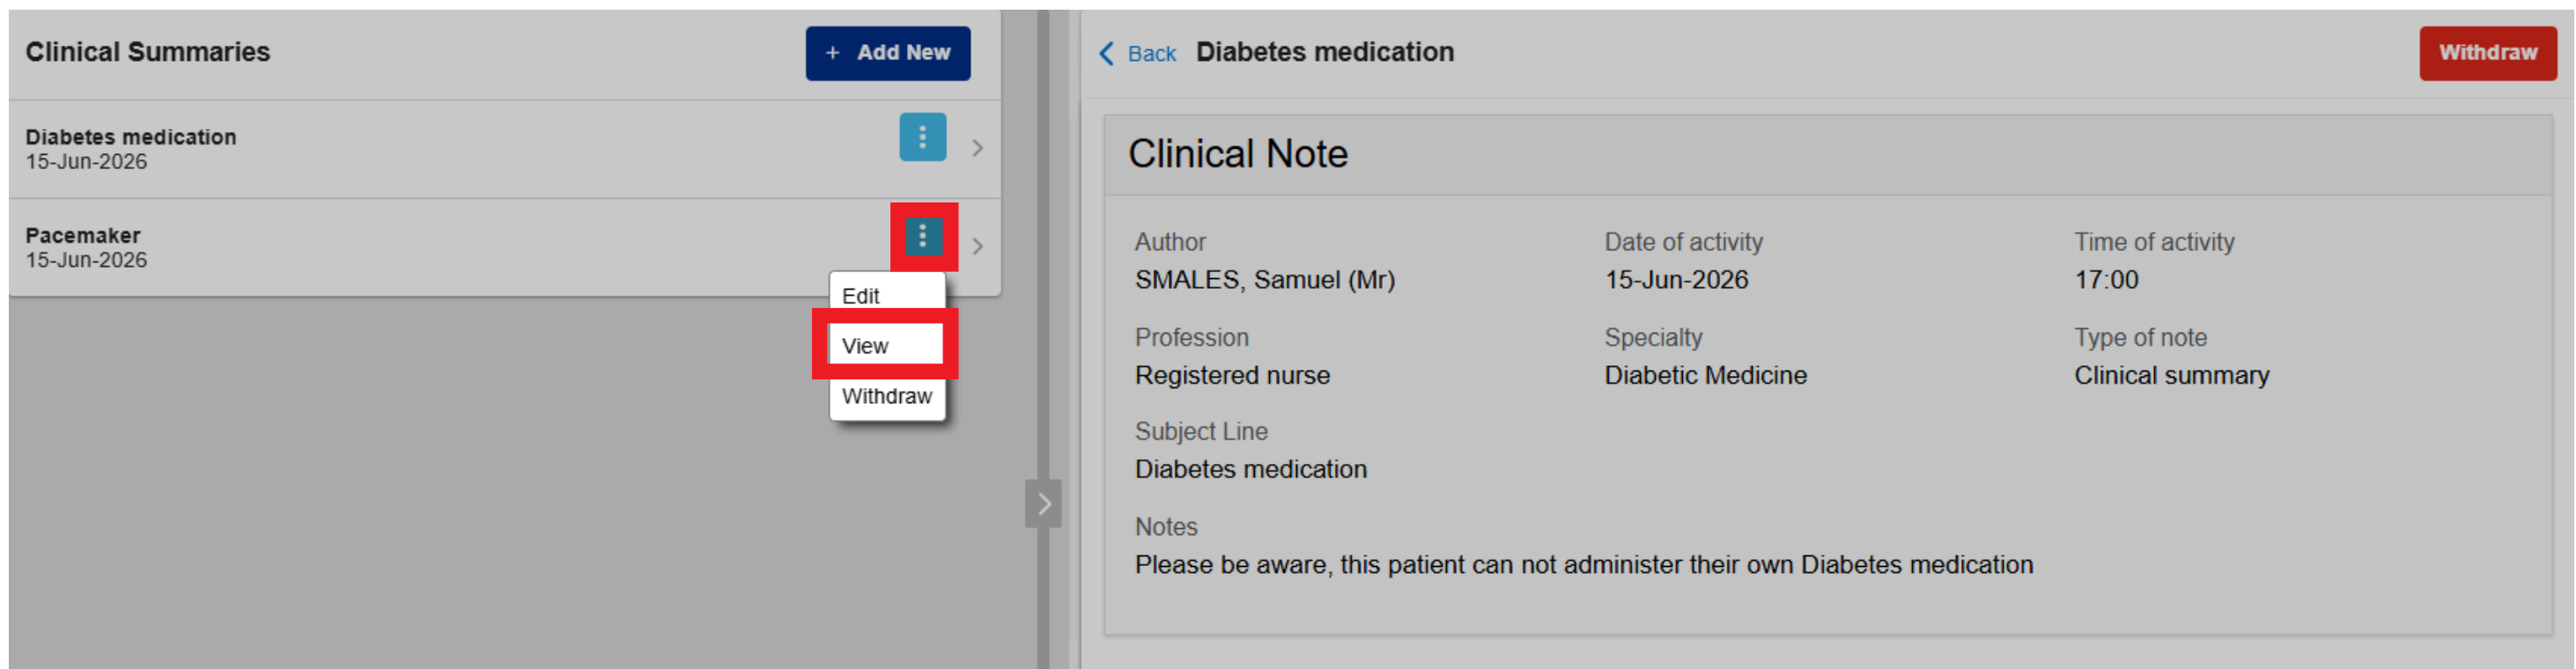 Clinical Summaries
+ Add New
Diabetes medication
15-Jun-2026
Pacemaker
15-Jun-2026
Edit
View
Withdraw
Back Diabetes medication
Withdraw
Clinical Note
Author Date of activity Time of activity
SMALES, Samuel (Mr) 15-Jun-2026 17:00
Profession Specialty Type of note
Registered nurse Diabetic Medicine Clinical summary
Subject Line
Diabetes medication
Notes
Please be aware, this patient can not administer their own Diabetes medication